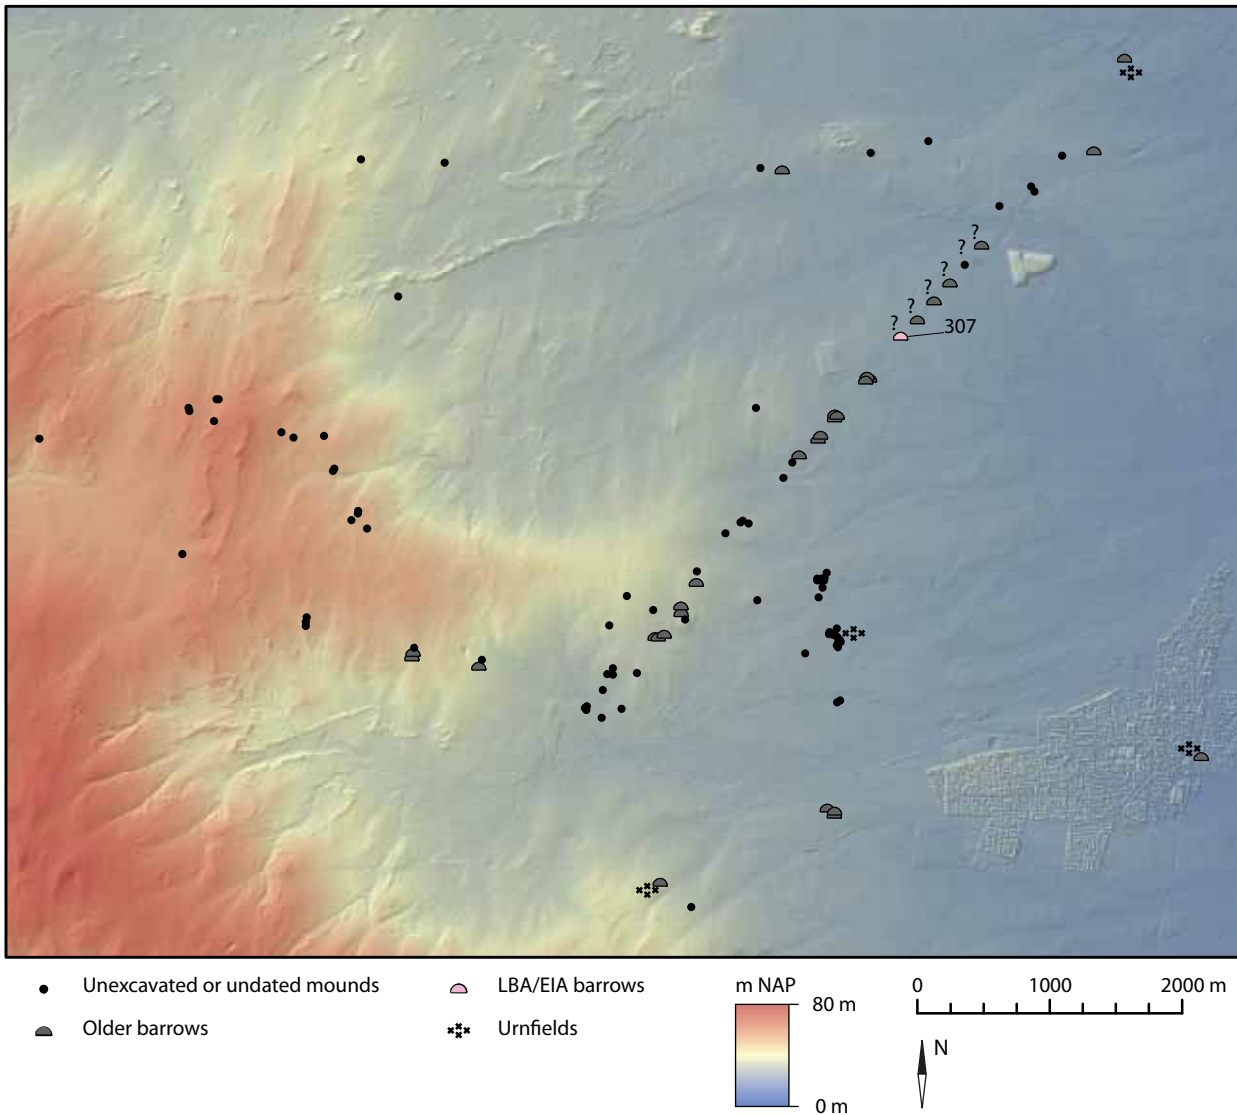 ?
?
?
?
?
?
307
Unexcavated or undated mounds
Older barrows
LBA/EIA barrows
Urnfields
m NAP
80 m
0 m
0 1000 2000 m
N